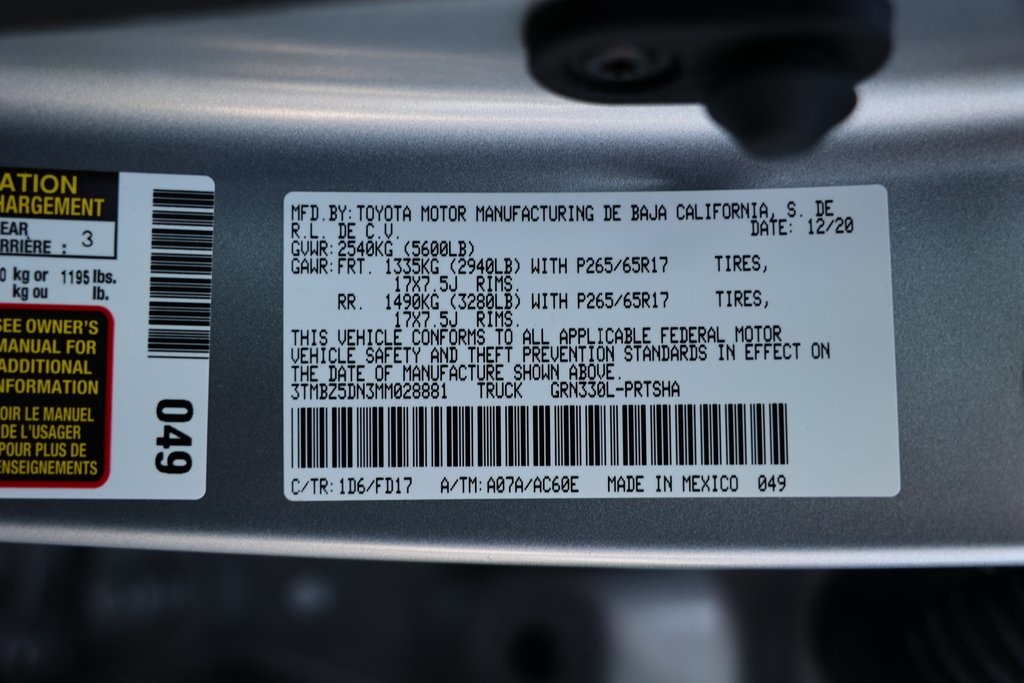 ATION
HARGEMENT
EAR
RRIÈRE : 3
0 kg or 1195 lbs.
kg ou lb.
SEE OWNER'S
MANUAL FOR
ADDITIONAL
INFORMATION
OIR LE MANUEL
DE L'USAGER
POUR PLUS DE
ENSEIGNEMENTS
049
MFD.BY:TOYOTA MOTOR MANUFACTURING DE BAJA CALIFORNIA, S. DE
R.L. DE C.V. DATE: 12/20
GVWR:2540KG (5600LB)
GAWR:FRT. 1335KG (2940LB) WITH P265/65R17 TIRES,
17X7.5J RIMS.
RR. 1490KG (3280LB) WITH P265/65R17 TIRES,
17X7.5J RIMS.
THIS VEHICLE CONFORMS TO ALL APPLICABLE FEDERAL MOTOR
VEHICLE SAFETY AND THEFT PREVENTION STANDARDS IN EFFECT ON
THE DATE OF MANUFACTURE SHOWN ABOVE.
3TMBZ5DN3MM028881 TRUCK GRN330L-PRTSHA
C/TR:1D6/FD17 A/TM:A07A/AC60E MADE IN MEXICO 049